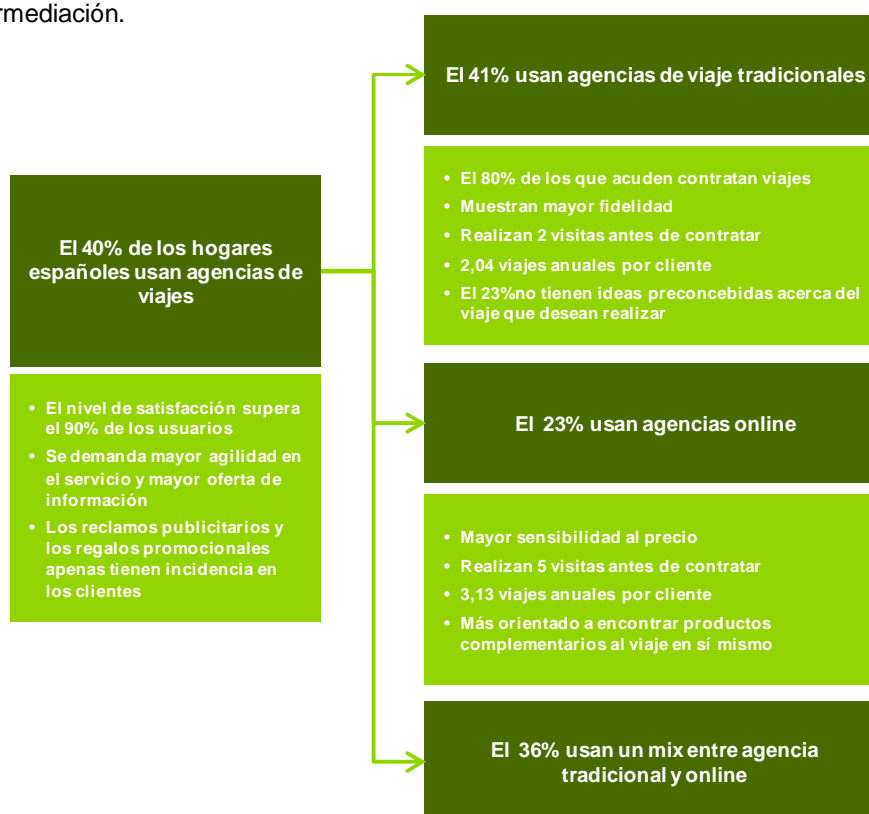 rmediación.
El 41% usan agencias de viaje tradicionales
• El 80% de los que acuden contratan viajes
• Muestran mayor fidelidad
• Realizan 2 visitas antes de contratar
• 2,04 viajes anuales por cliente
• El 23%no tienen ideas preconcebidas acerca del
viaje que desean realizar
El 40% de los hogares
españoles usan agencias de
viajes
• El nivel de satisfacción supera
el 90% de los usuarios
• Se demanda mayor agilidad en
el servicio y mayor oferta de
información
• Los reclamos publicitarios y
los regalos promocionales
apenas tienen incidencia en
los clientes
El 23% usan agencias online
• Mayor sensibilidad al precio
• Realizan 5 visitas antes de contratar
• 3,13 viajes anuales por cliente
• Más orientado a encontrar productos
complementarios al viaje en sí mismo
El 36% usan un mix entre agencia
tradicional y online